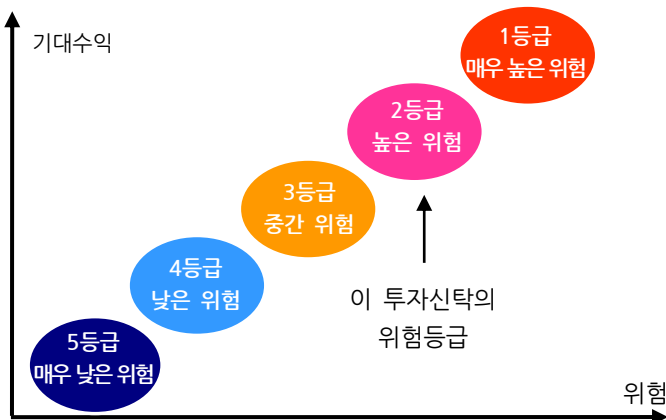 기대수익
1등급
매우 높은 위험
2등급
높은 위험
3등급
중간 위험
4등급
낮은 위험
이 투자신탁의
위험등급
5등급
매우 낮은 위험
위험